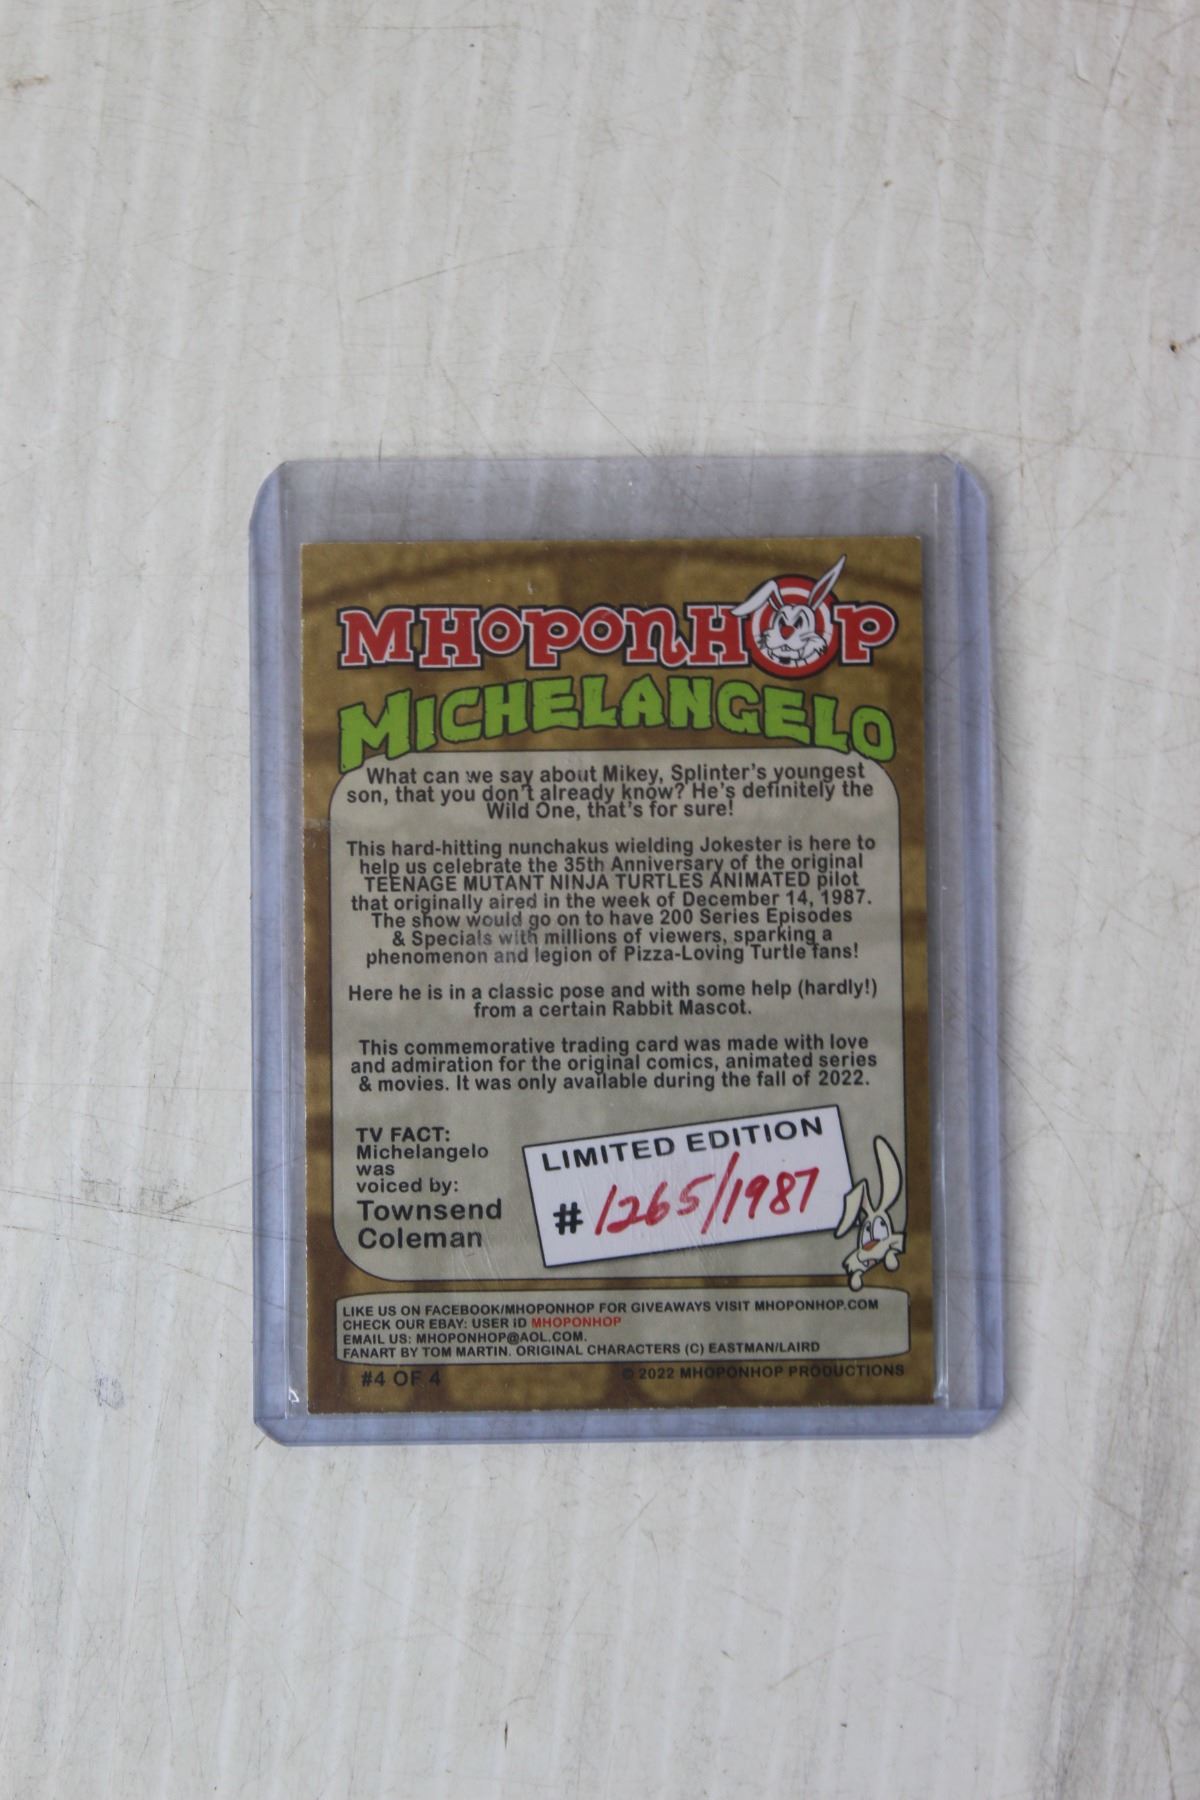 MHOPONHOP
MICHELANGELO
What can we say about Mikey, Splinter's youngest
son, that you don't already know? He's definitely the
Wild One, that's for sure!
This hard-hitting nunchakus wielding Jokester is here to
help us celebrate the 35th Anniversary of the original
TEENAGE MUTANT NINJA TURTLES ANIMATED pilot
that originally aired in the week of December 14, 1987.
The show would go on to have 200 Series Episodes
& Specials with millions of viewers, sparking a
phenomenon and legion of Pizza-Loving Turtle fans!
Here he is in a classic pose and with some help (hardly!)
from a certain Rabbit Mascot.
This commemorative trading card was made with love
and admiration for the original comics, animated series
& movies. It was only available during the fall of 2022.
TV FACT:
Michelangelo
was
voiced by:
Townsend
Coleman
LIMITED EDITION
# 1265/1987
LIKE US ON FACEBOOK/MHOPONHOP FOR GIVEAWAYS VISIT MHOPONHOP.COM
CHECK OUR EBAY: USER iD MHOPONHOP
EMAIL US: MHOPONHOP@AOL.COM.
FANART BY TOM MARTIN. ORIGINAL CHARACTERS (C) EASTMAN/LAIRD
#4 OF 4
© 2022 MHOPONHOP PRODUCTIONS